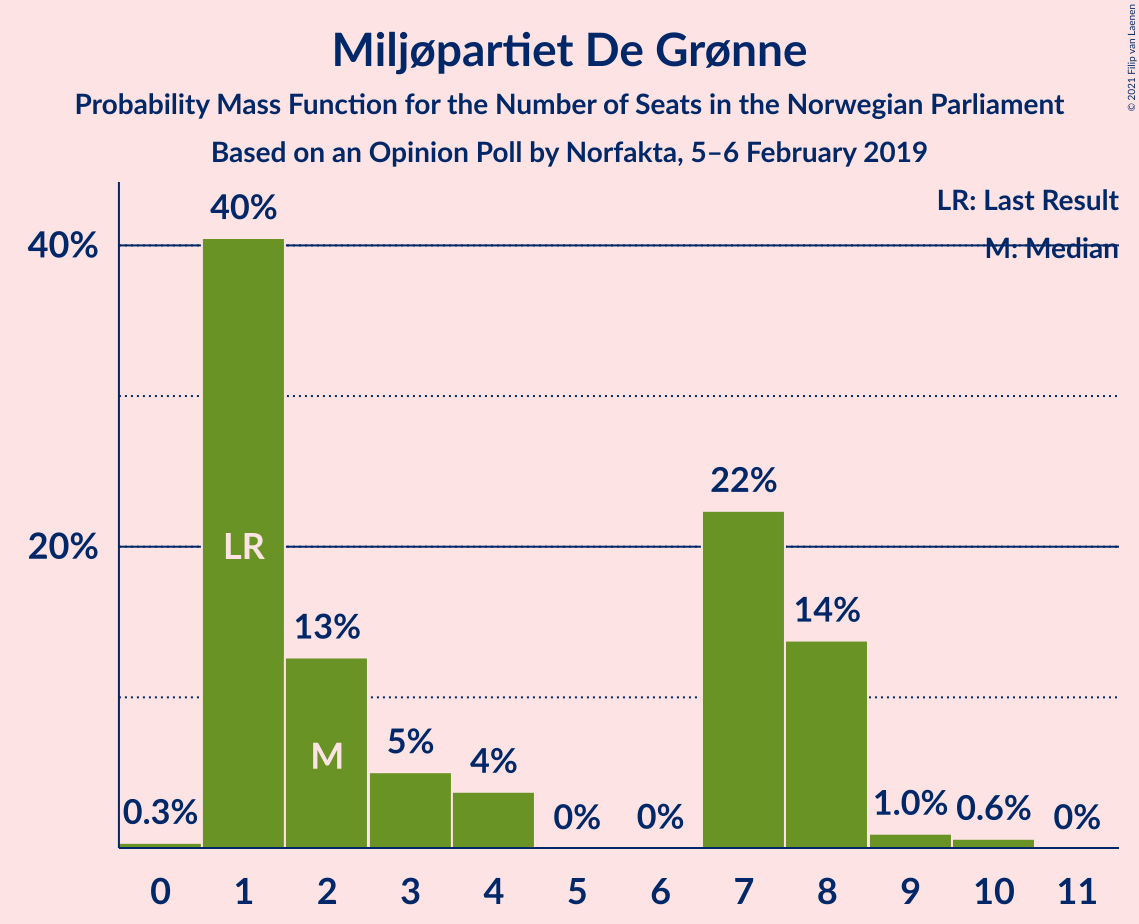 Miljøpartiet De Grønne
Probability Mass Function for the Number of Seats in the Norwegian Parliament
Based on an Opinion Poll by Norfakta, 5–6 February 2019
© 2021 Filip van Laenen
LR: Last Result
M: Median
40%
20%
0.3%
40%
LR
13%
M
5%
4%
0%
0%
22%
14%
1.0%
0.6%
0%
0 1 2 3 4 5 6 7 8 9 10 11